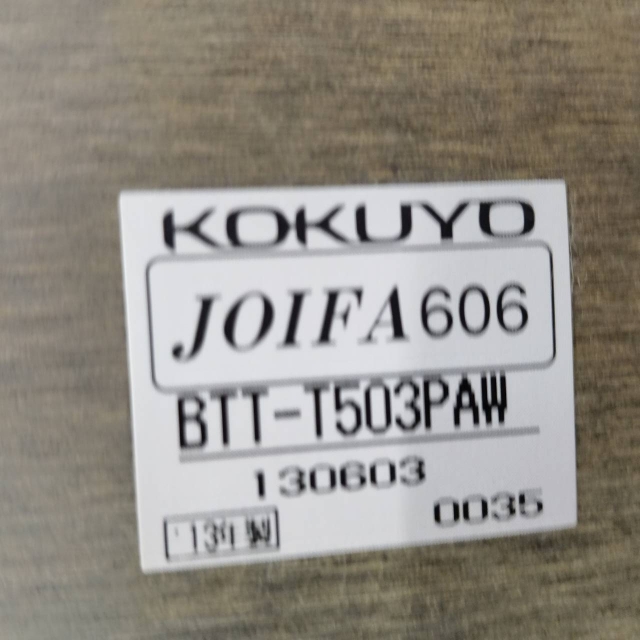 KOKUYO
JOIFA606
BTT-T503PAW
130603
0035
'13年製